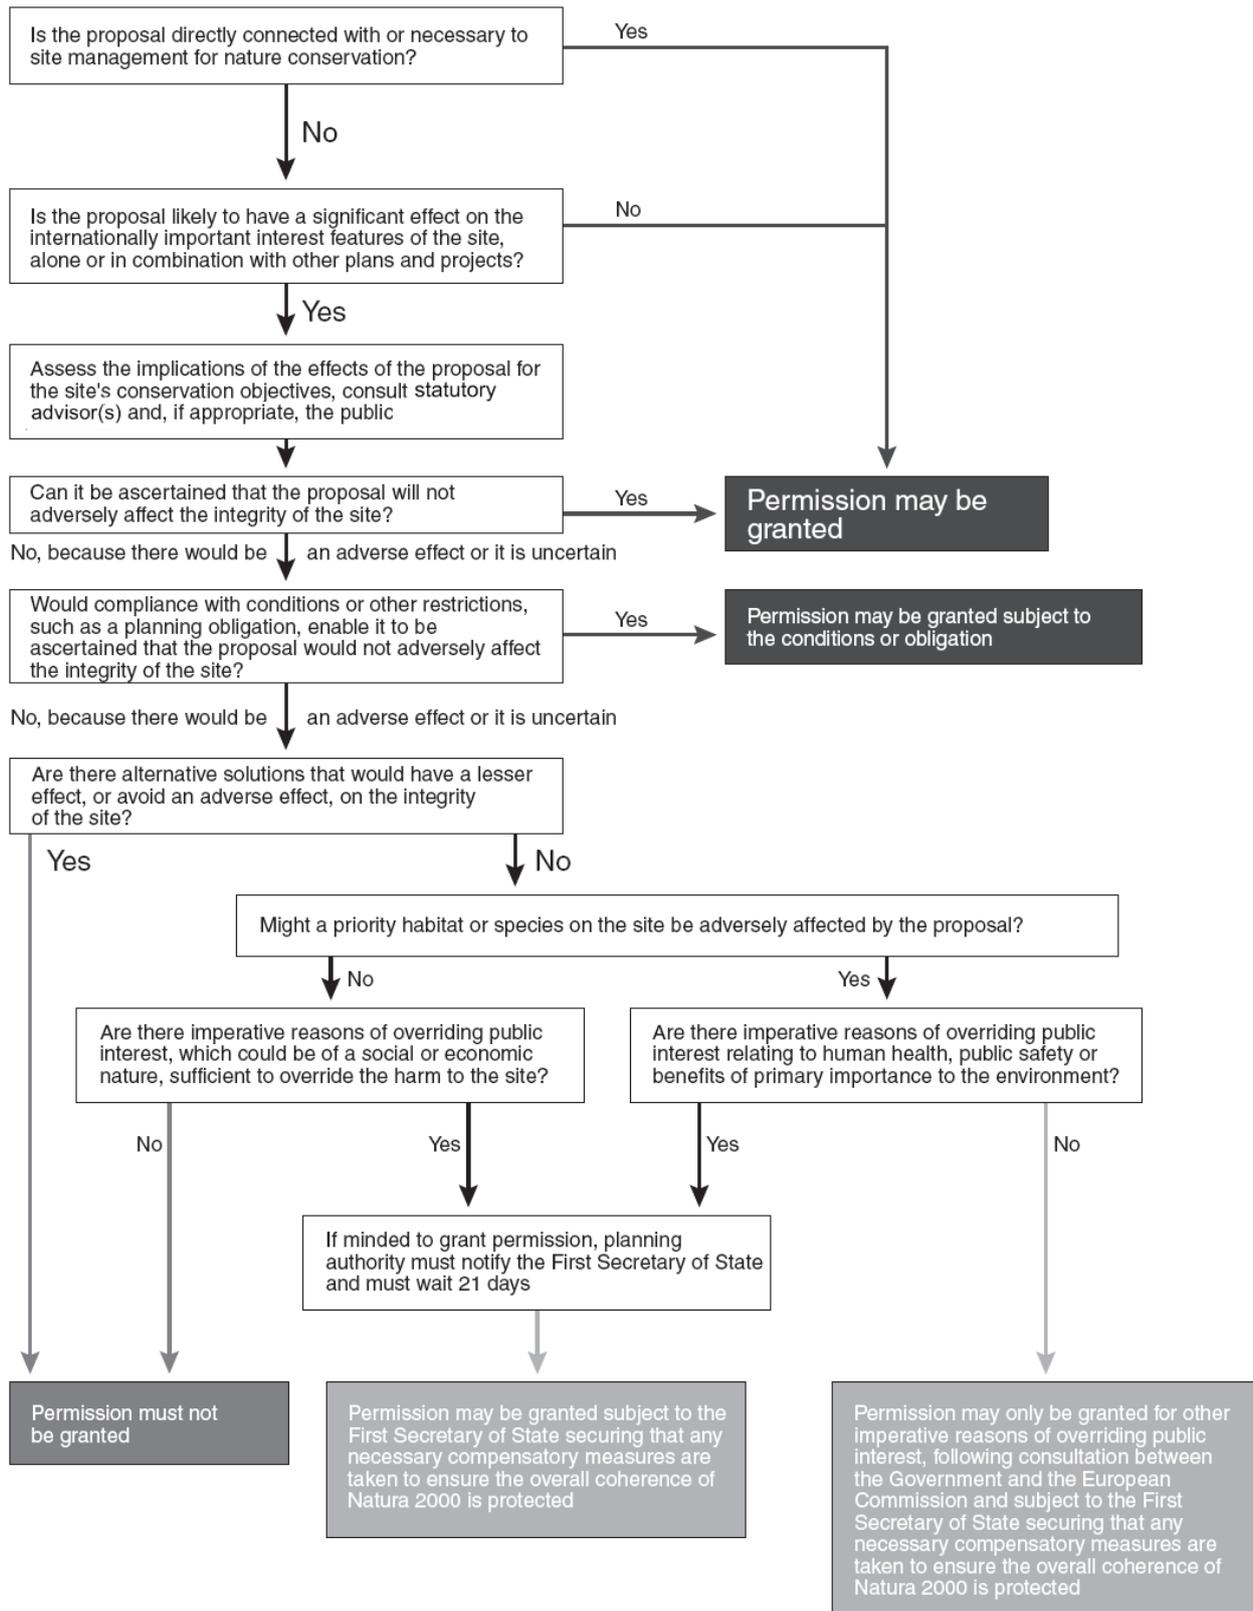 Is the proposal directly connected with or necessary to
site management for nature conservation?
Yes
No
Is the proposal likely to have a significant effect on the
internationally important interest features of the site,
alone or in combination with other plans and projects?
No
Yes
Assess the implications of the effects of the proposal for
the site's conservation objectives, consult statutory
advisor(s) and, if appropriate, the public
Can it be ascertained that the proposal will not
adversely affect the integrity of the site?
Yes
Permission may be
granted
No, because there would be an adverse effect or it is uncertain
Would compliance with conditions or other restrictions,
such as a planning obligation, enable it to be
ascertained that the proposal would not adversely affect
the integrity of the site?
Yes
Permission may be granted subject to
the conditions or obligation
No, because there would be an adverse effect or it is uncertain
Are there alternative solutions that would have a lesser
effect, or avoid an adverse effect, on the integrity
of the site?
Yes
No
Might a priority habitat or species on the site be adversely affected by the proposal?
No
Yes
Are there imperative reasons of overriding public
interest, which could be of a social or economic
nature, sufficient to override the harm to the site?
Are there imperative reasons of overriding public
interest relating to human health, public safety or
benefits of primary importance to the environment?
No
Yes
Yes
No
If minded to grant permission, planning
authority must notify the First Secretary of State
and must wait 21 days
Permission must not
be granted
Permission may be granted subject to the
First Secretary of State securing that any
necessary compensatory measures are
taken to ensure the overall coherence of
Natura 2000 is protected
Permission may only be granted for other
imperative reasons of overriding public
interest, following consultation between
the Government and the European
Commission and subject to the First
Secretary of State securing that any
necessary compensatory measures are
taken to ensure the overall coherence of
Natura 2000 is protected